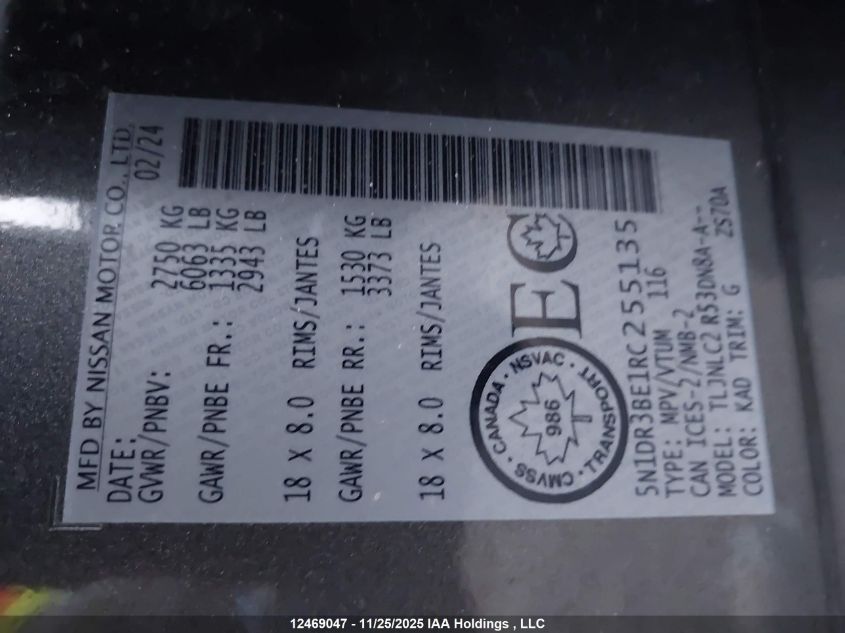 MFD BY NISSAN MOTOR CO., LTD.
DATE: 02/24
GVWR/PNBV: 2750 KG
6063 LB
GAWR/PNBE FR.: 1335 KG
2943 LB
18 X 8.0 RIMS/JANTES
GAWR/PNBE RR.: 1530 KG
3373 LB
18 X 8.0 RIMS/JANTES
CANADA · NSVAC · TRANSPORT · CMVSS
986
EC
5N1DR3BE1RC255135
TYPE: MPV/VTUM 116
CAN ICES-2/NMB-2
MODEL: TLJNLC2 R53DN8A-A--
COLOR: KAD TRIM: G 2S70A
12469047 - 11/25/2025 IAA Holdings , LLC